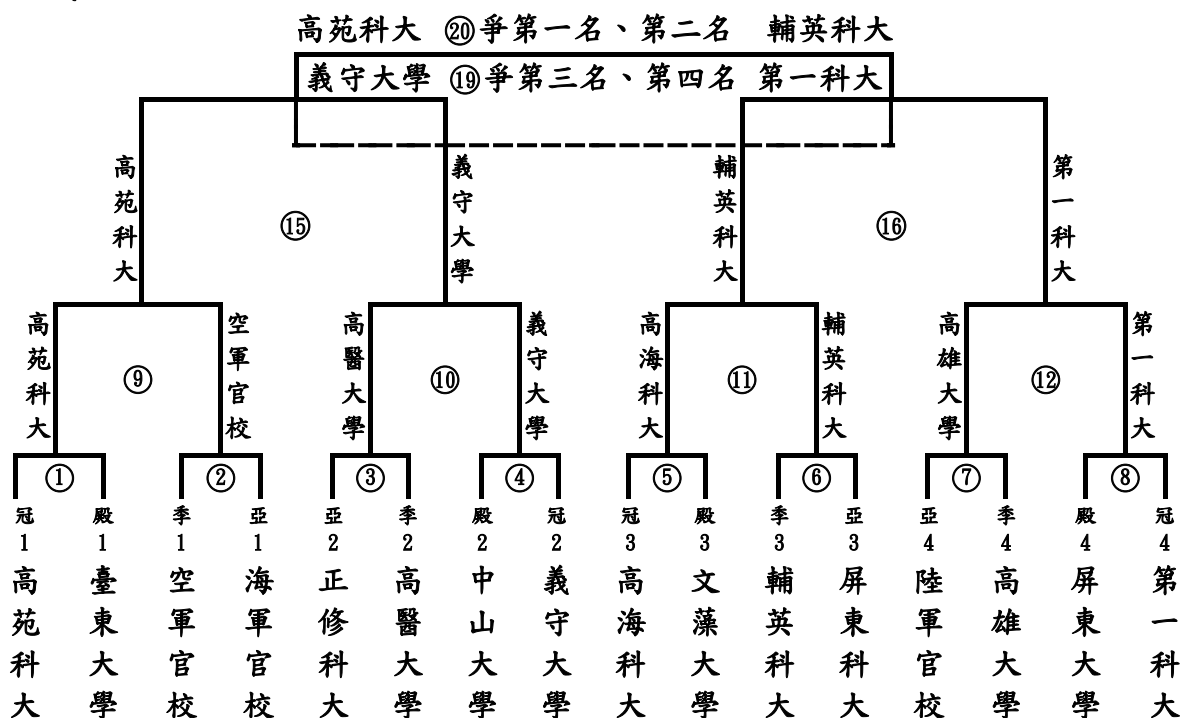 高苑科大 ⑳爭第一名、第二名 輔英科大
義守大學 ⑲爭第三名、第四名 第一科大
高苑科大
義守大學
輔英科大
第一科大
⑮
⑯
高苑科大
空軍官校
高醫大學
義守大學
高海科大
輔英科大
高雄大學
第一科大
⑨
⑩
⑪
⑫
①
②
③
④
⑤
⑥
⑦
⑧
冠1高苑科大
殿1臺東大學
季1空軍官校
亞1海軍官校
亞2正修科大
季2高醫大學
殿2中山大學
冠2義守大學
冠3高海科大
殿3文藻大學
季3輔英科大
亞3屏東科大
亞4陸軍官校
季4高雄大學
殿4屏東大學
冠4第一科大